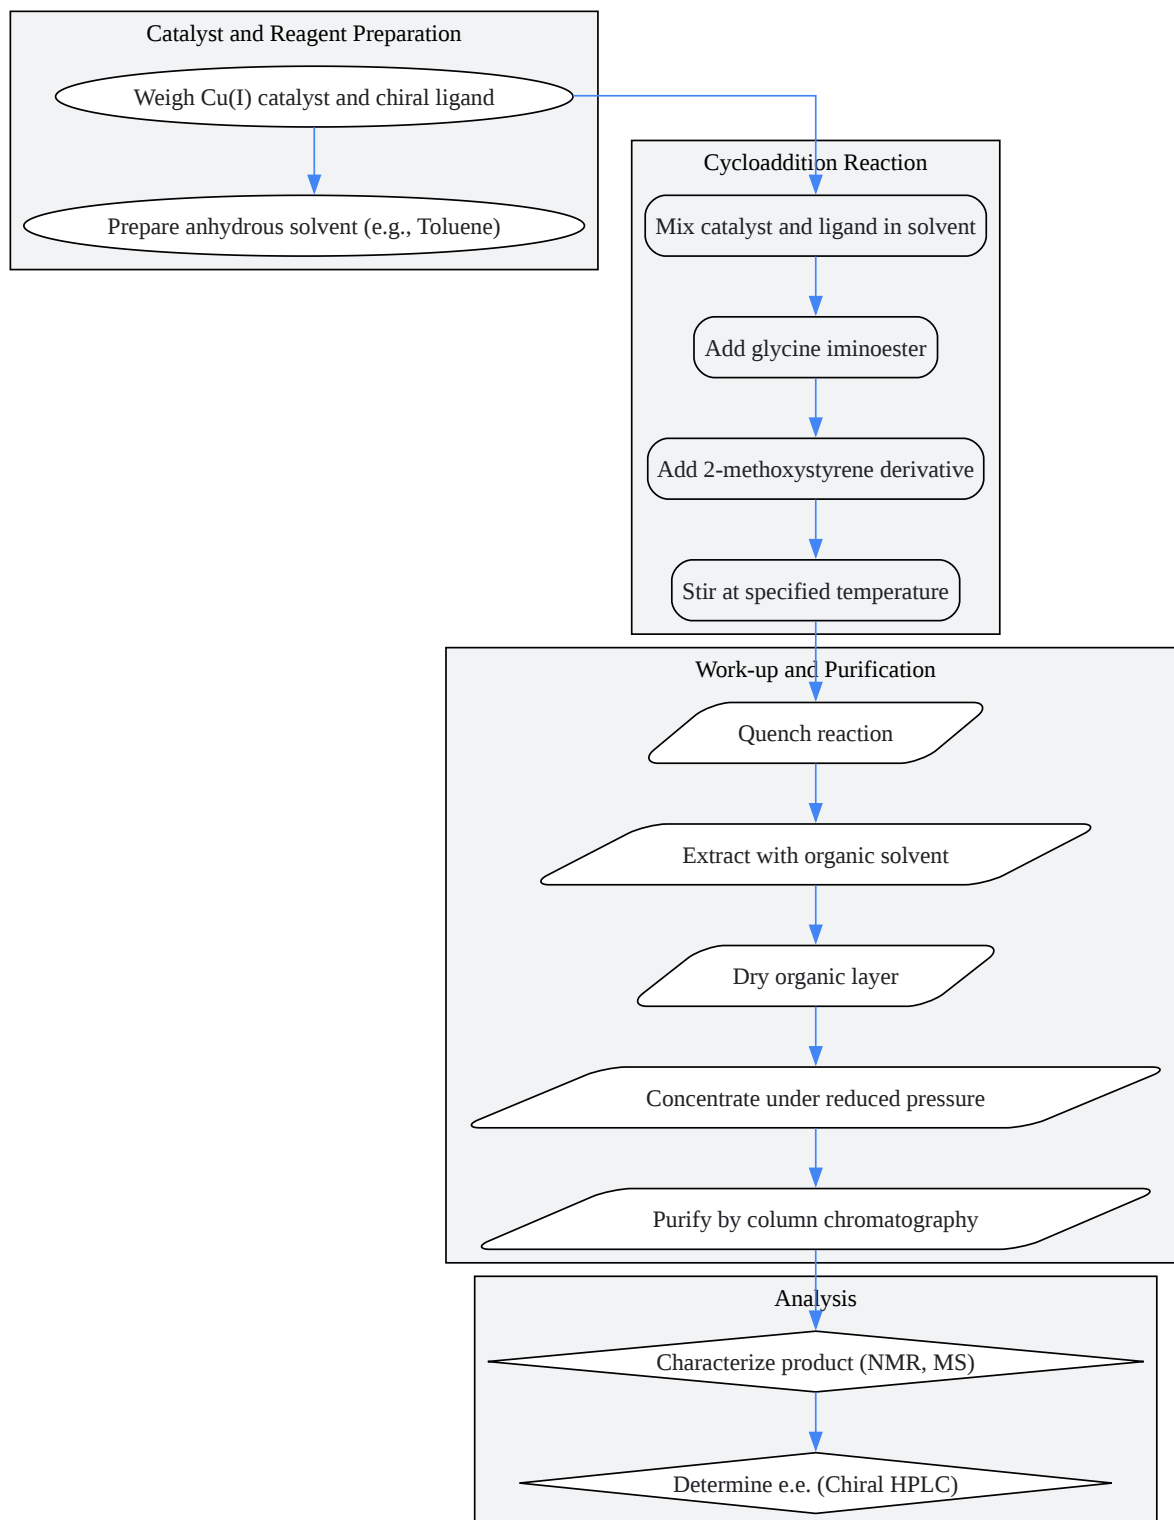 Catalyst and Reagent Preparation
Weigh Cu(I) catalyst and chiral ligand
Prepare anhydrous solvent (e.g., Toluene)
Cycloaddition Reaction
Mix catalyst and ligand in solvent
Add glycine iminoester
Add 2-methoxystyrene derivative
Stir at specified temperature
Work-up and Purification
Quench reaction
Extract with organic solvent
Dry organic layer
Concentrate under reduced pressure
Purify by column chromatography
Analysis
Characterize product (NMR, MS)
Determine e.e. (Chiral HPLC)